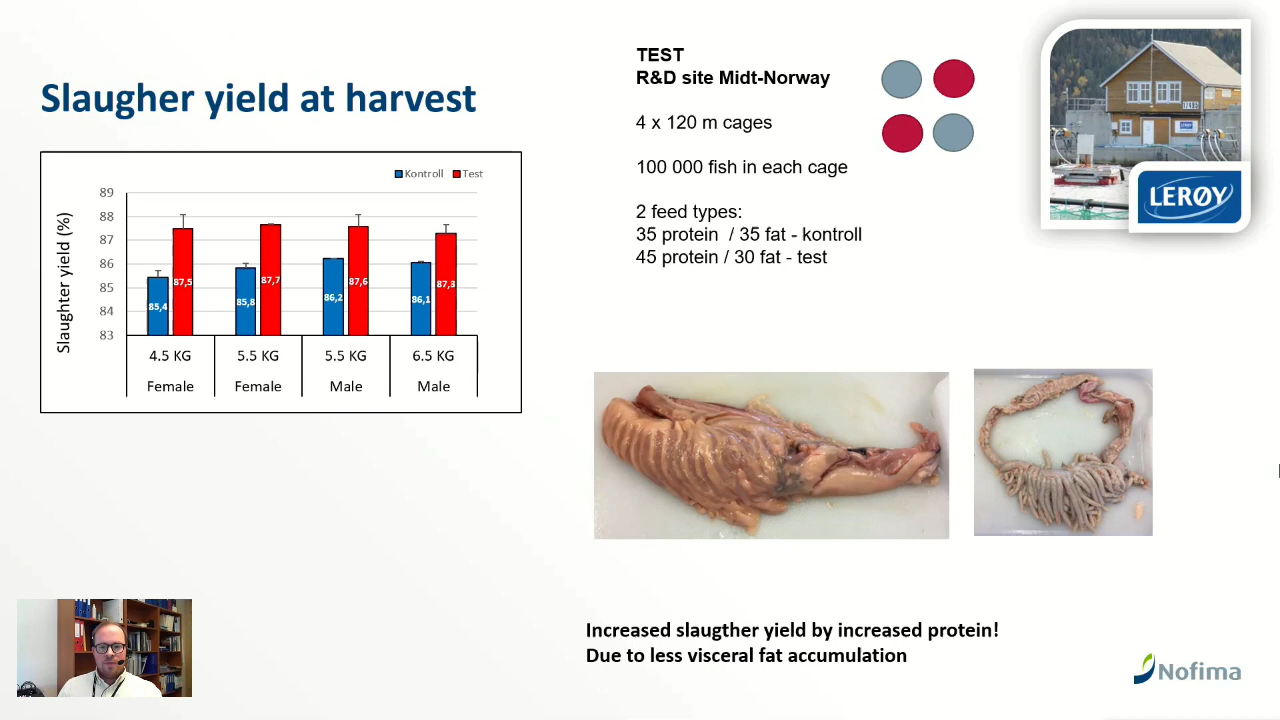 Slaugher yield at harvest
Kontroll Test
Slaughter yield (%)
89
88
87
86
85
84
83
85,4
87,5
85,8
87,7
86,2
87,6
86,1
87,3
4.5 KG
5.5 KG
5.5 KG
6.5 KG
Female
Female
Male
Male
TEST
R&D site Midt-Norway
4 x 120 m cages
100 000 fish in each cage
2 feed types:
35 protein / 35 fat - kontroll
45 protein / 30 fat - test
LERØY
Increased slaugther yield by increased protein!
Due to less visceral fat accumulation
Nofima